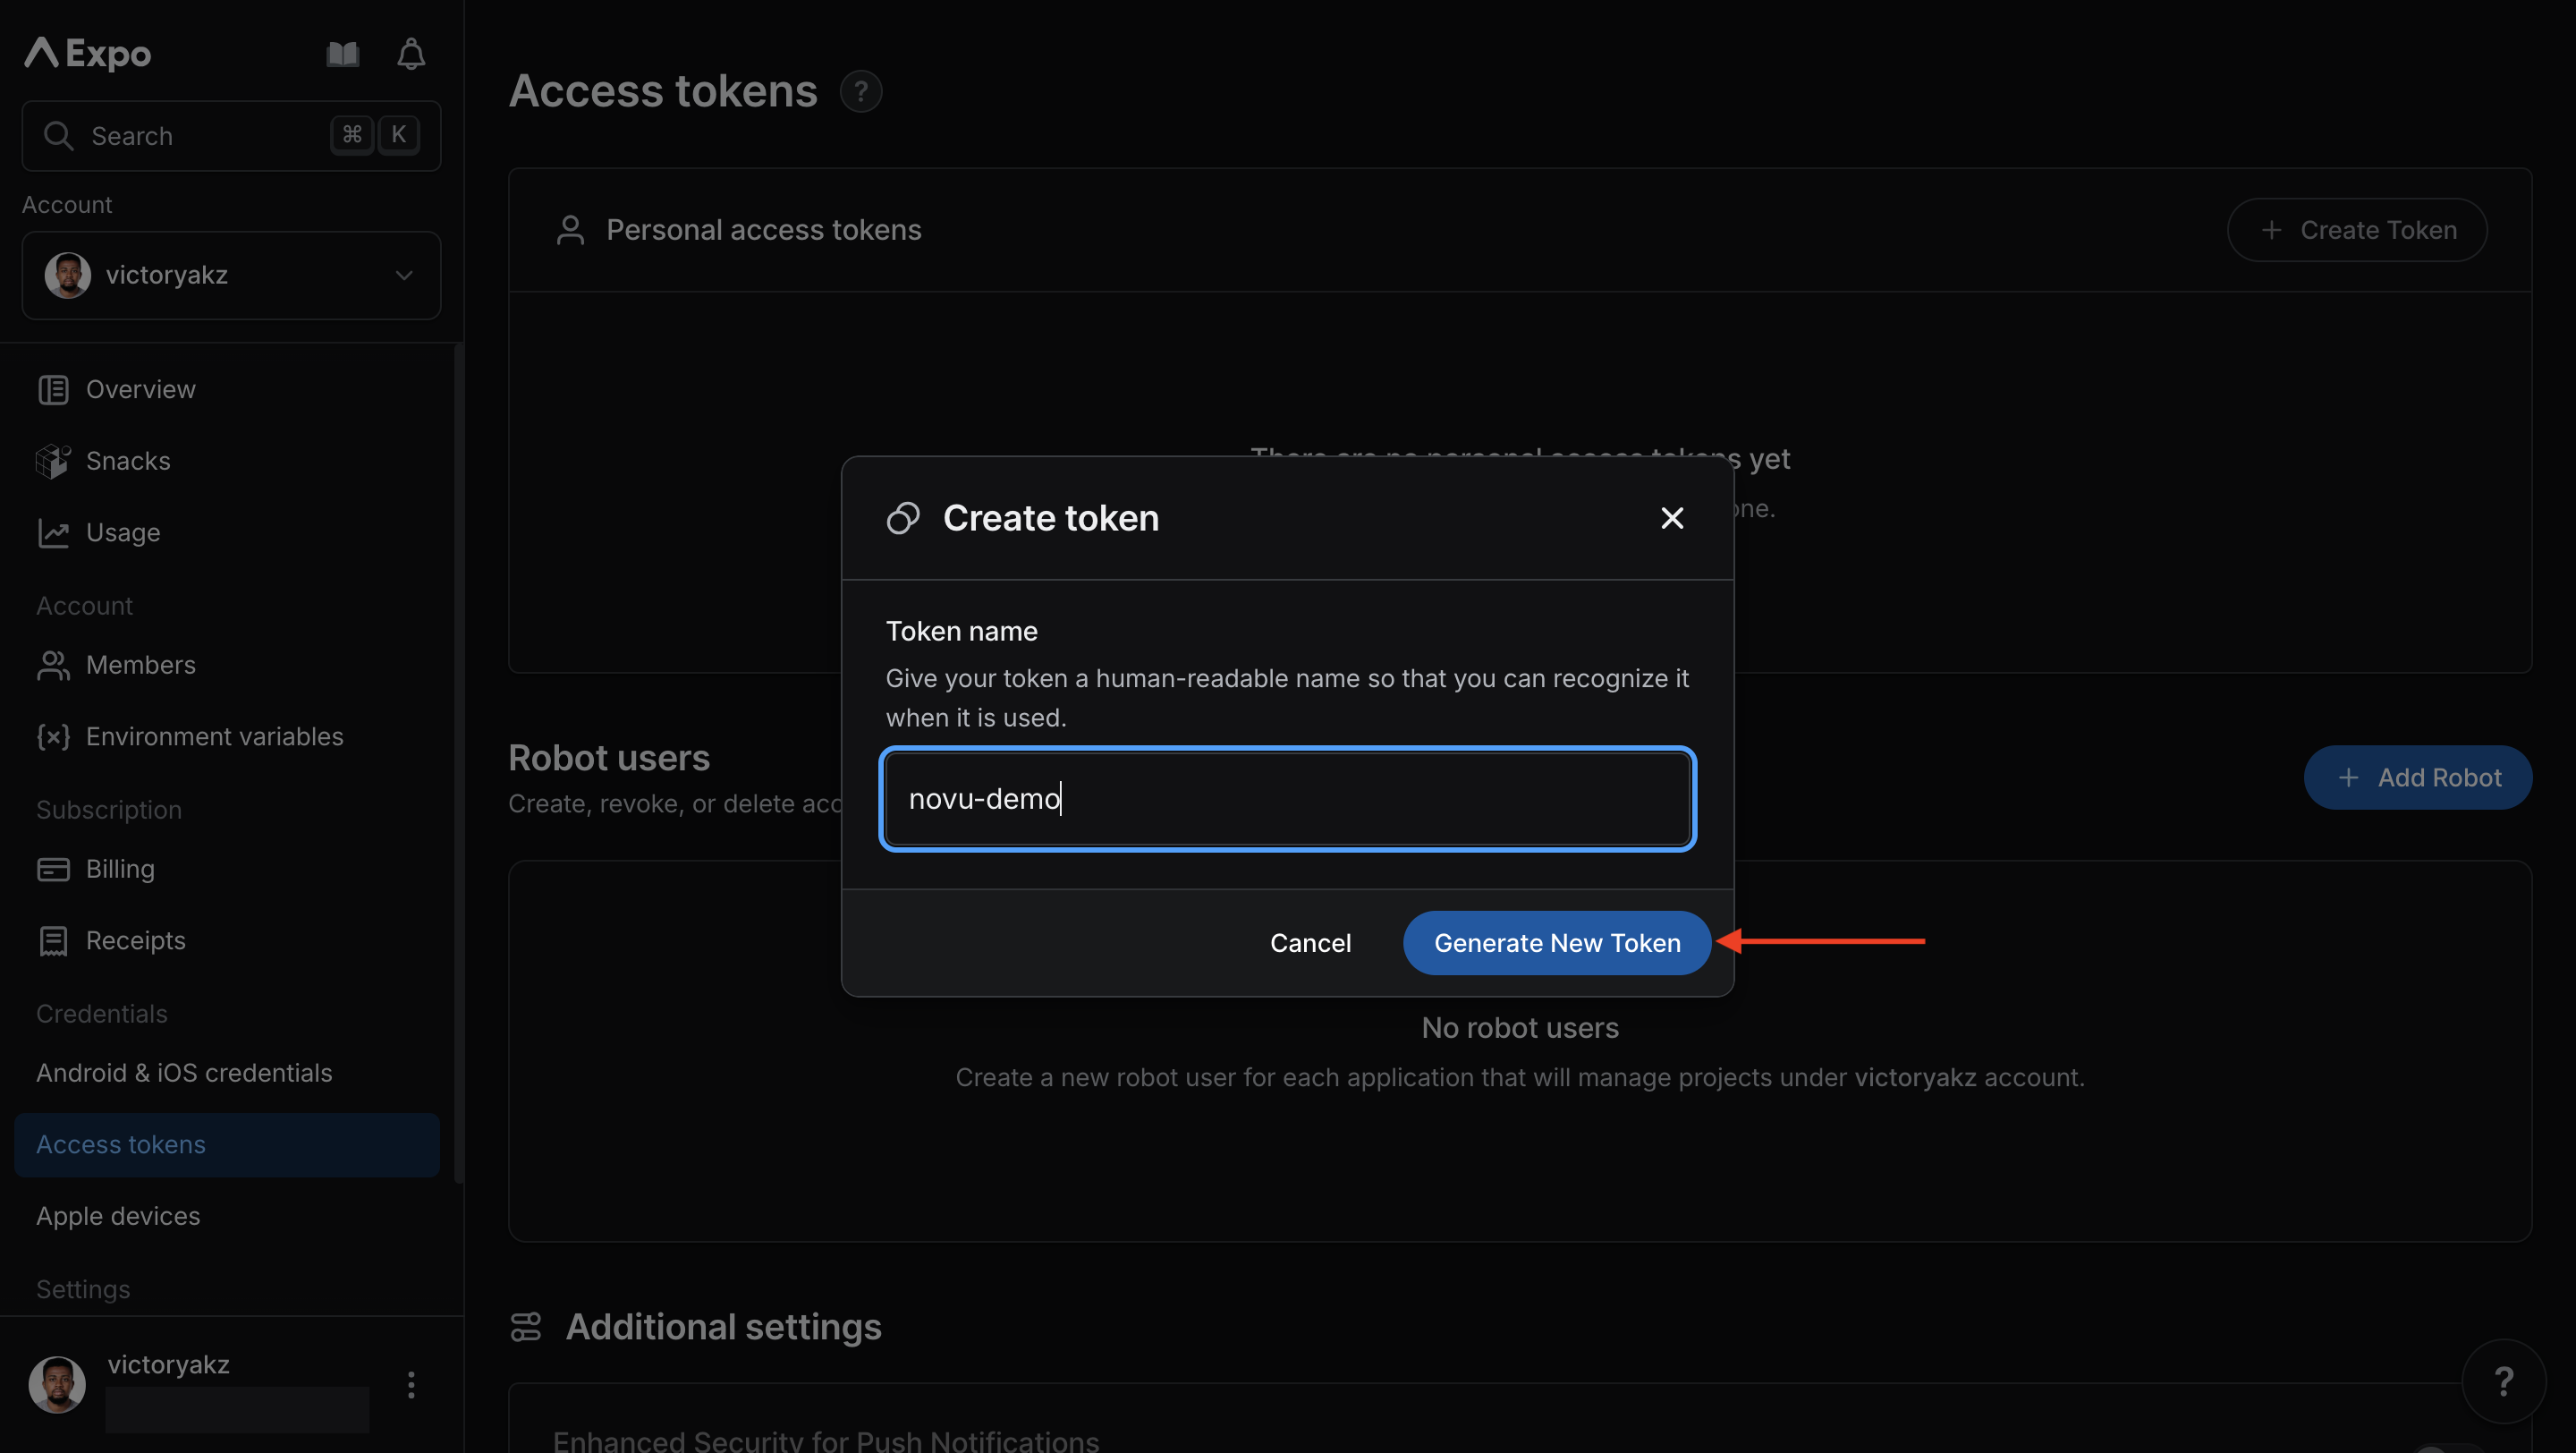 Expo
Search
⌘ K
Account
victoryakz
Overview
Snacks
Usage
Account
Members
Environment variables
Subscription
Billing
Receipts
Credentials
Android & iOS credentials
Access tokens
Apple devices
Settings
victoryakz
Access tokens ?
Personal access tokens
+ Create Token
yet
one.
Create token
Token name
Give your token a human-readable name so that you can recognize it
when it is used.
novu-demo
Cancel
Generate New Token
Robot users
Create, revoke, or delete acc
+ Add Robot
No robot users
Create a new robot user for each application that will manage projects under victoryakz account.
Additional settings
Enhanced Security for Push Notifications
?